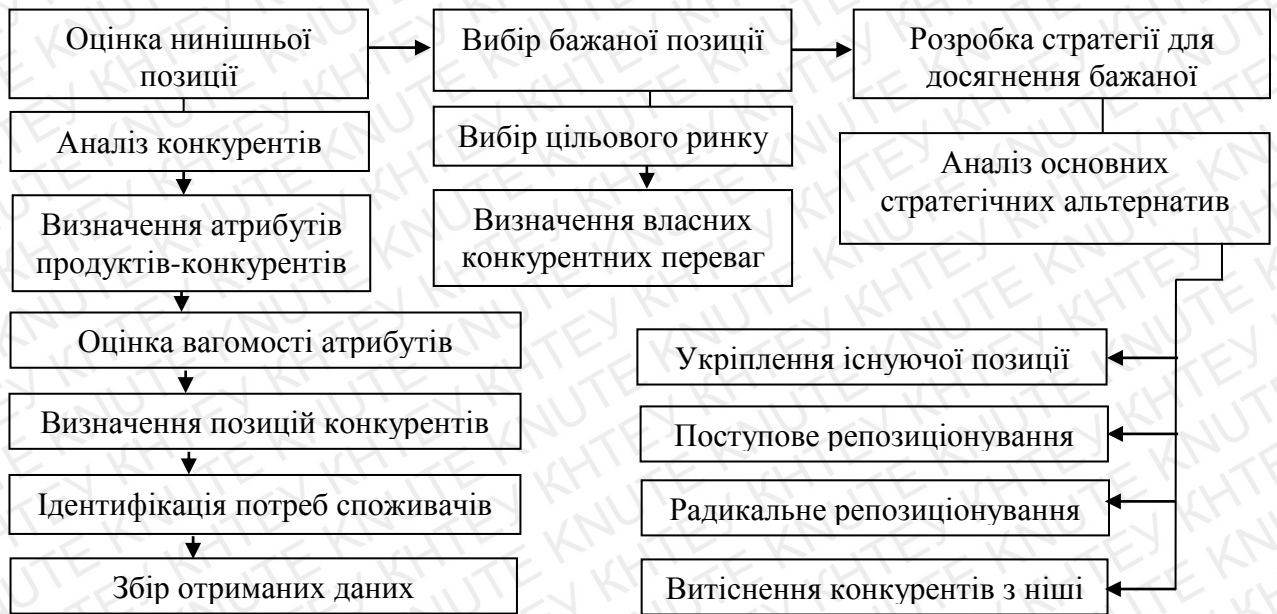 Оцінка нинішньої
позиції
Вибір бажаної позиції
Розробка стратегії для
досягнення бажаної
Аналіз конкурентів
Визначення атрибутів
продуктів-конкурентів
Оцінка вагомості атрибутів
Визначення позицій конкурентів
Ідентифікація потреб споживачів
Збір отриманих даних
Вибір цільового ринку
Визначення власних
конкурентних переваг
Аналіз основних
стратегічних альтернатив
Укріплення існуючої позиції
Поступове репозиціонування
Радикальне репозиціонування
Витіснення конкурентів з ніші